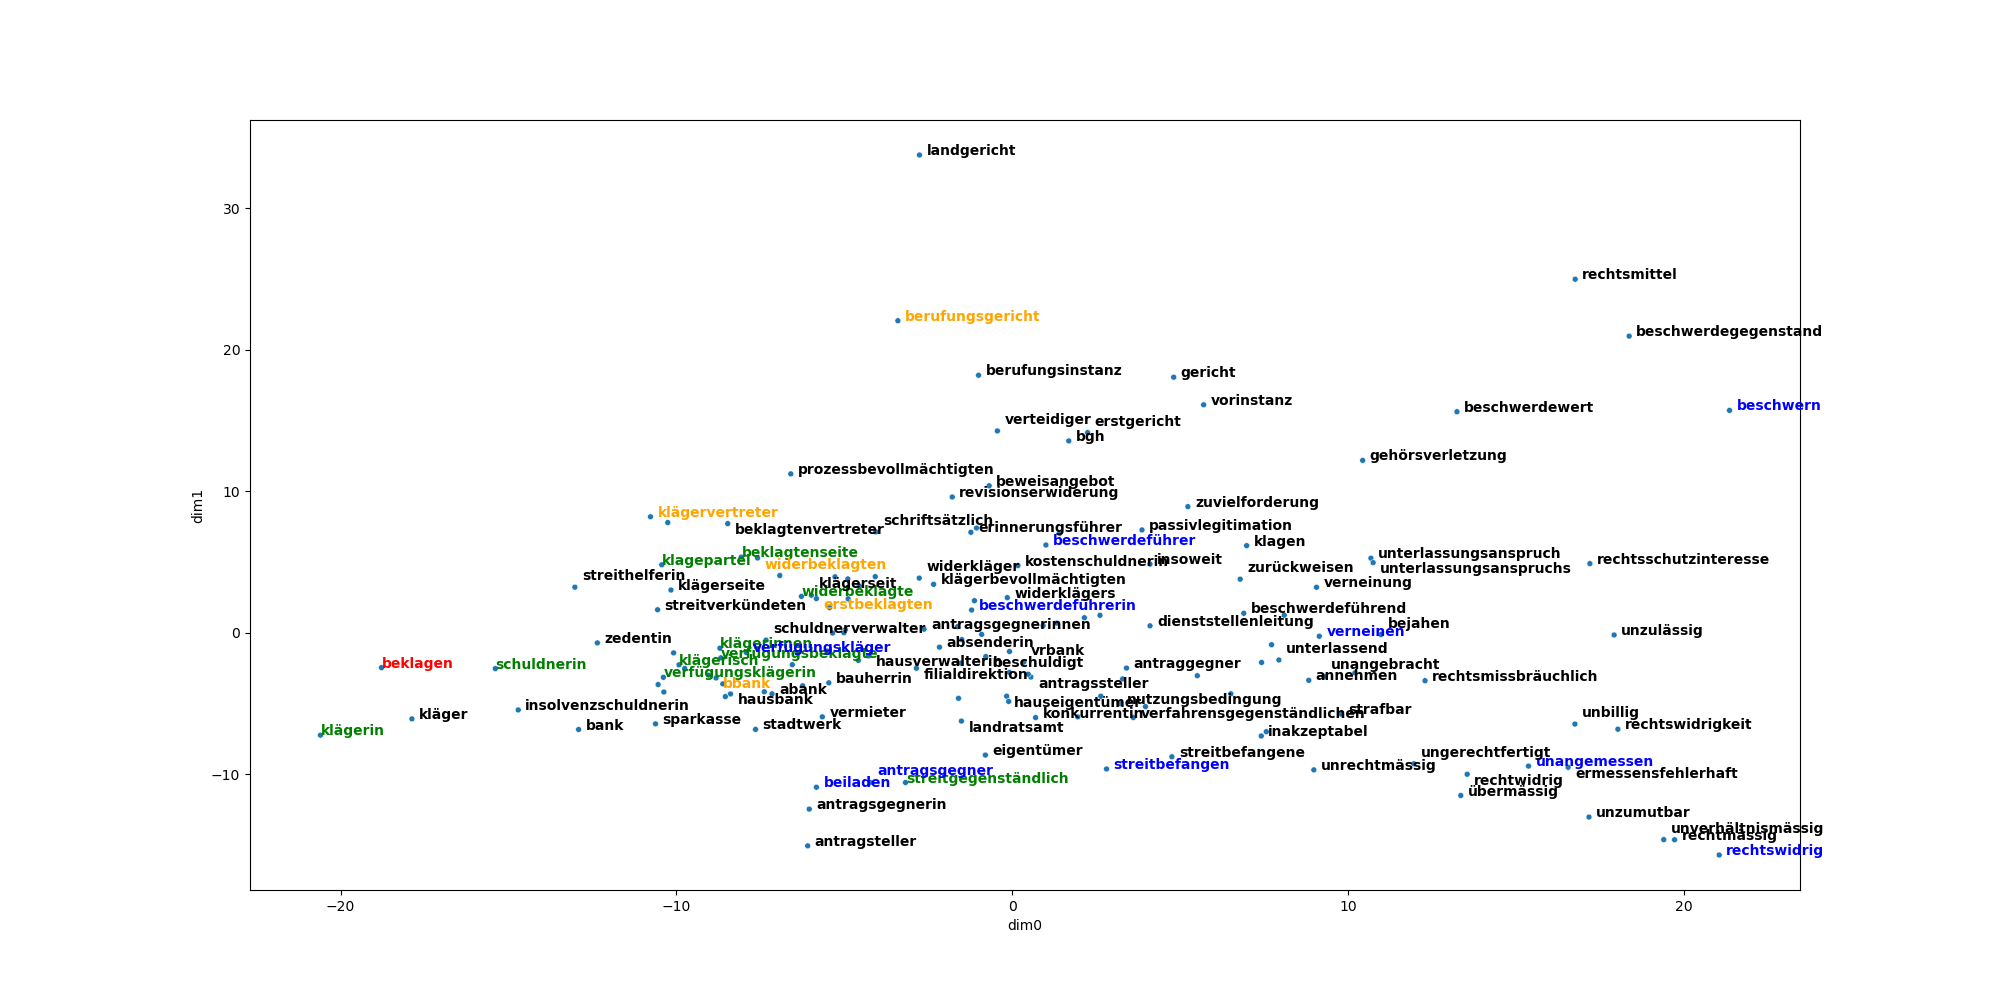 landgericht
30
rechtsmittel
berufungsgericht
beschwerdegegenstand
20
berufungsinstanz
gericht
vorinstanz
beschwerdewert
beschwern
verteidiger
erstgericht
bgh
gehörsverletzung
prozessbevollmächtigten
beweisangebot
10
revisionserwiderung
zuvielforderung
dim1
klägervertreter
schriftsätzlich
beklagtenvertreter
erinnerungsführer
passivlegitimation
beschwerdeführer
klagen
beklagtenseite
unterlassungsanspruch
klagepartei
widerbeklagten
widerkläger
kostenschuldnerin
insoweit
rechtsschutzinteresse
zurückweisen
unterlassungsanspruchs
streithelferin
klägerseite
klägerseit
klägerbevollmächtigten
verneinung
widerbeklagte
widerklägers
streitverkündeten
erstbeklagten
beschwerdeführerin
beschwerdeführend
dienststellenleitung
bejahen
0
schuldnerverwalter
antragsgegnerinnen
verneinen
unzulässig
zedentin
klägerinnen
verfügungskläger
absenderin
unterlassend
verfügungsbeklagte
vrbank
beklagen
schuldnerin
klägerisch
hausverwalterin
beschuldigt
antraggegner
unangebracht
verfügungsklägerin
filialdirektion
annehmen
rechtsmissbräuchlich
bbank
bauherrin
antragssteller
abank
hausbank
hauseigentümer
nutzungsbedingung
insolvenzschuldnerin
kläger
vermieter
konkurrentin
verfahrensgegenständlichen
strafbar
unbillig
bank
sparkasse
stadtwerk
landratsamt
rechtswidrigkeit
klägerin
inakzeptabel
eigentümer
streitbefangene
ungerechtfertigt
−10
antragsgegner
streitbefangen
unrechtmässig
unangemessen
beiladen
streitgegenständlich
rechtwidrig
ermessensfehlerhaft
übermässig
antragsgegnerin
unzumutbar
antragsteller
unverhältnismässig
rechtmässig
rechtswidrig
−20 −10 0 10 20
dim0